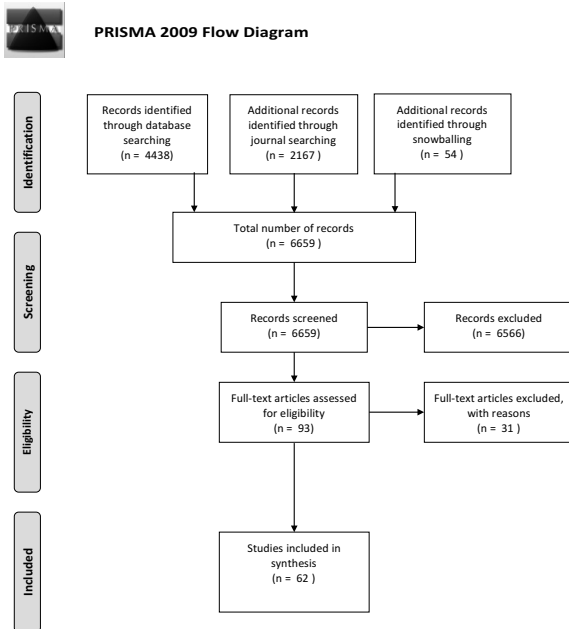 PRISMA
PRISMA 2009 Flow Diagram
Identification
Records identified
through database
searching
(n = 4438)
Additional records
identified through
journal searching
(n = 2167 )
Additional records
identified through
snowballing
(n = 54 )
Total number of records
(n = 6659 )
Screening
Records screened
(n = 6659)
Records excluded
(n = 6566)
Eligibility
Full-text articles assessed
for eligibility
(n = 93)
Full-text articles excluded,
with reasons
(n = 31 )
Included
Studies included in
synthesis
(n = 62 )